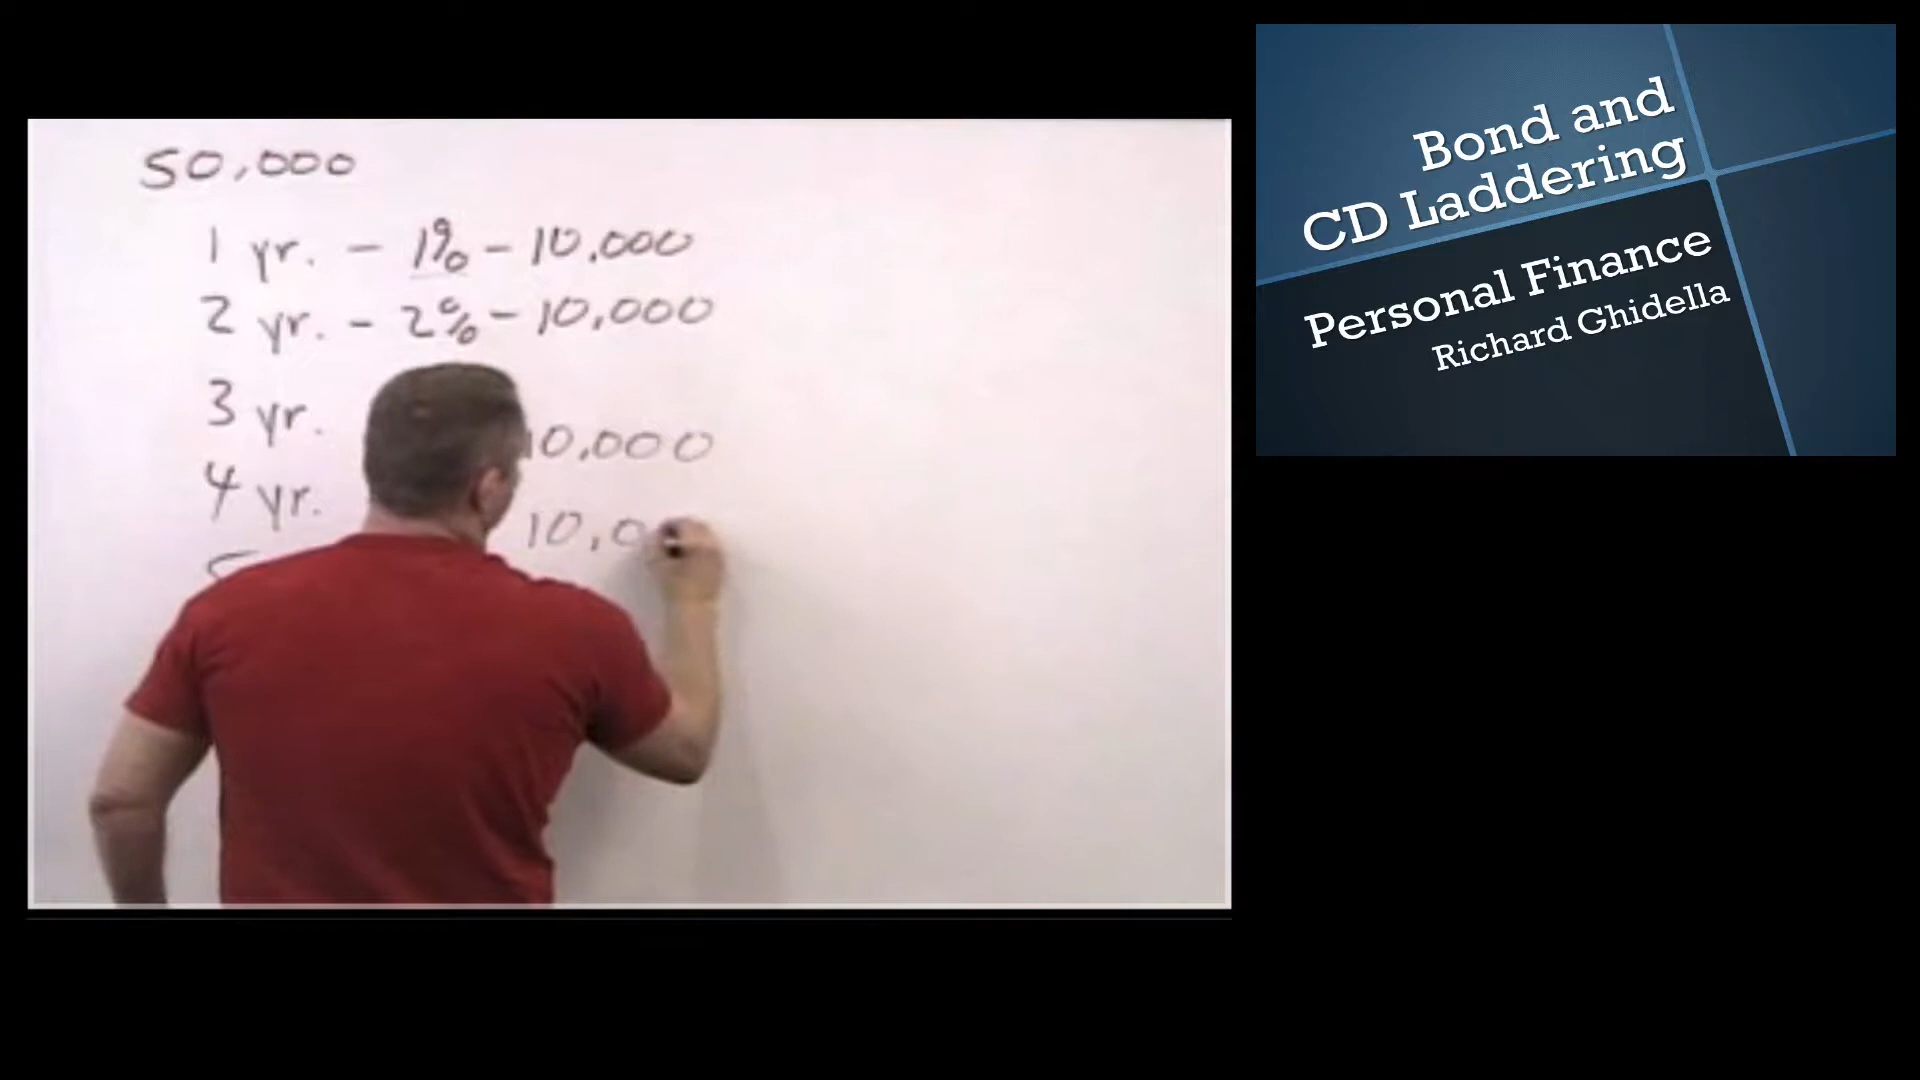 50,000
1 yr. - 1% - 10,000
2 yr. - 2% - 10,000
3 yr. 10,000
4 yr. 10,0
5
Bond and
CD Laddering
Personal Finance
Richard Ghidella